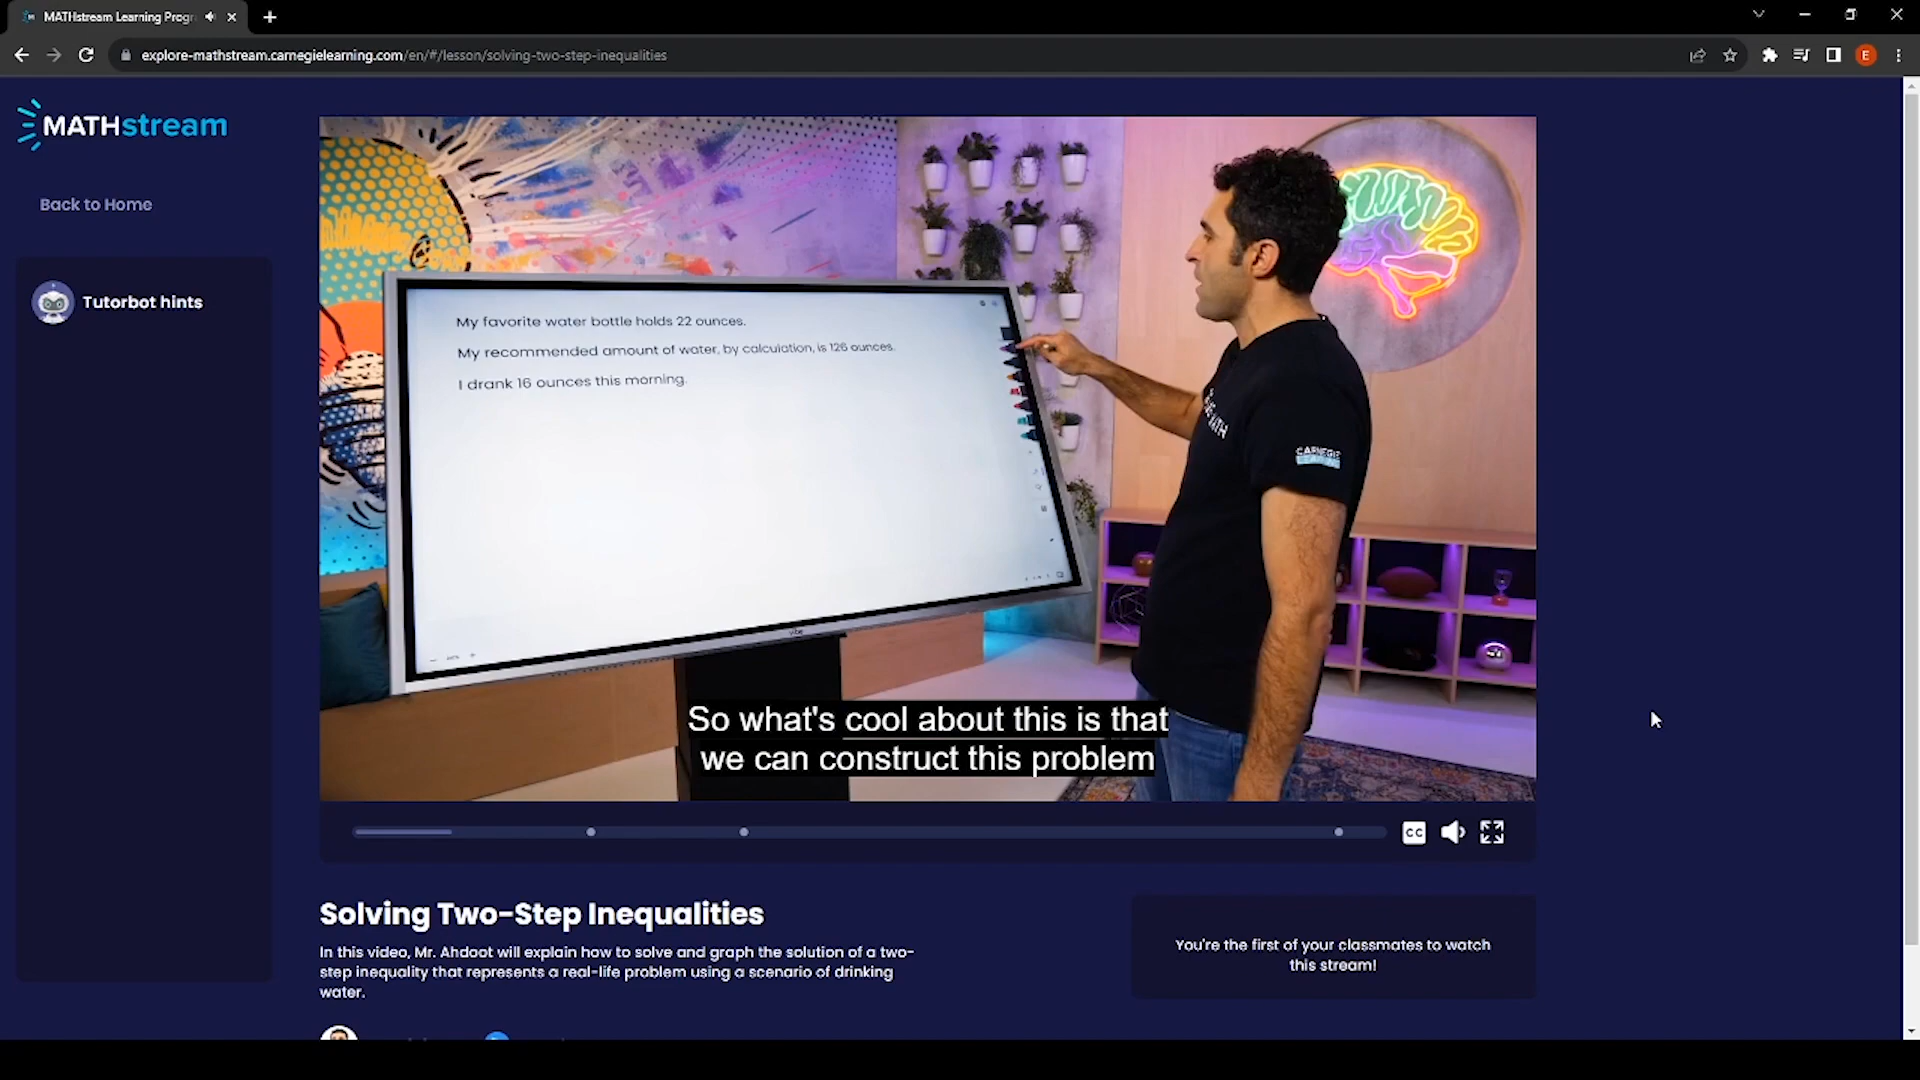 MATHstream Learning Progr
explore-mathstream.carnegielearning.com/en/#/lesson/solving-two-step-inequalities
E
MATHstream
Back to Home
Tutorbot hints
My favorite water bottle holds 22 ounces.
My recommended amount of water, by calculation, is 126 ounces.
I drank 16 ounces this morning.
MATH
CARNEGIE
LEARNING
vibe
So what's cool about this is that
we can construct this problem
CC
Solving Two-Step Inequalities
In this video, Mr. Ahdoot will explain how to solve and graph the solution of a two-
step inequality that represents a real-life problem using a scenario of drinking
water.
You're the first of your classmates to watch
this stream!